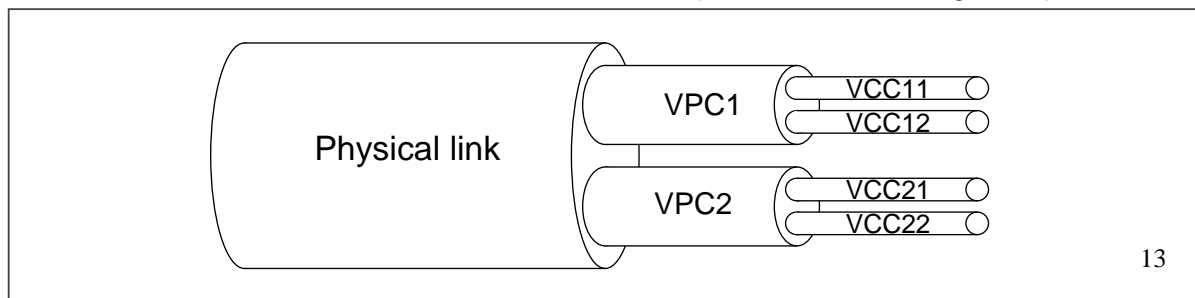 Physical link
VPC1
VCC11
VCC12
VPC2
VCC21
VCC22
13